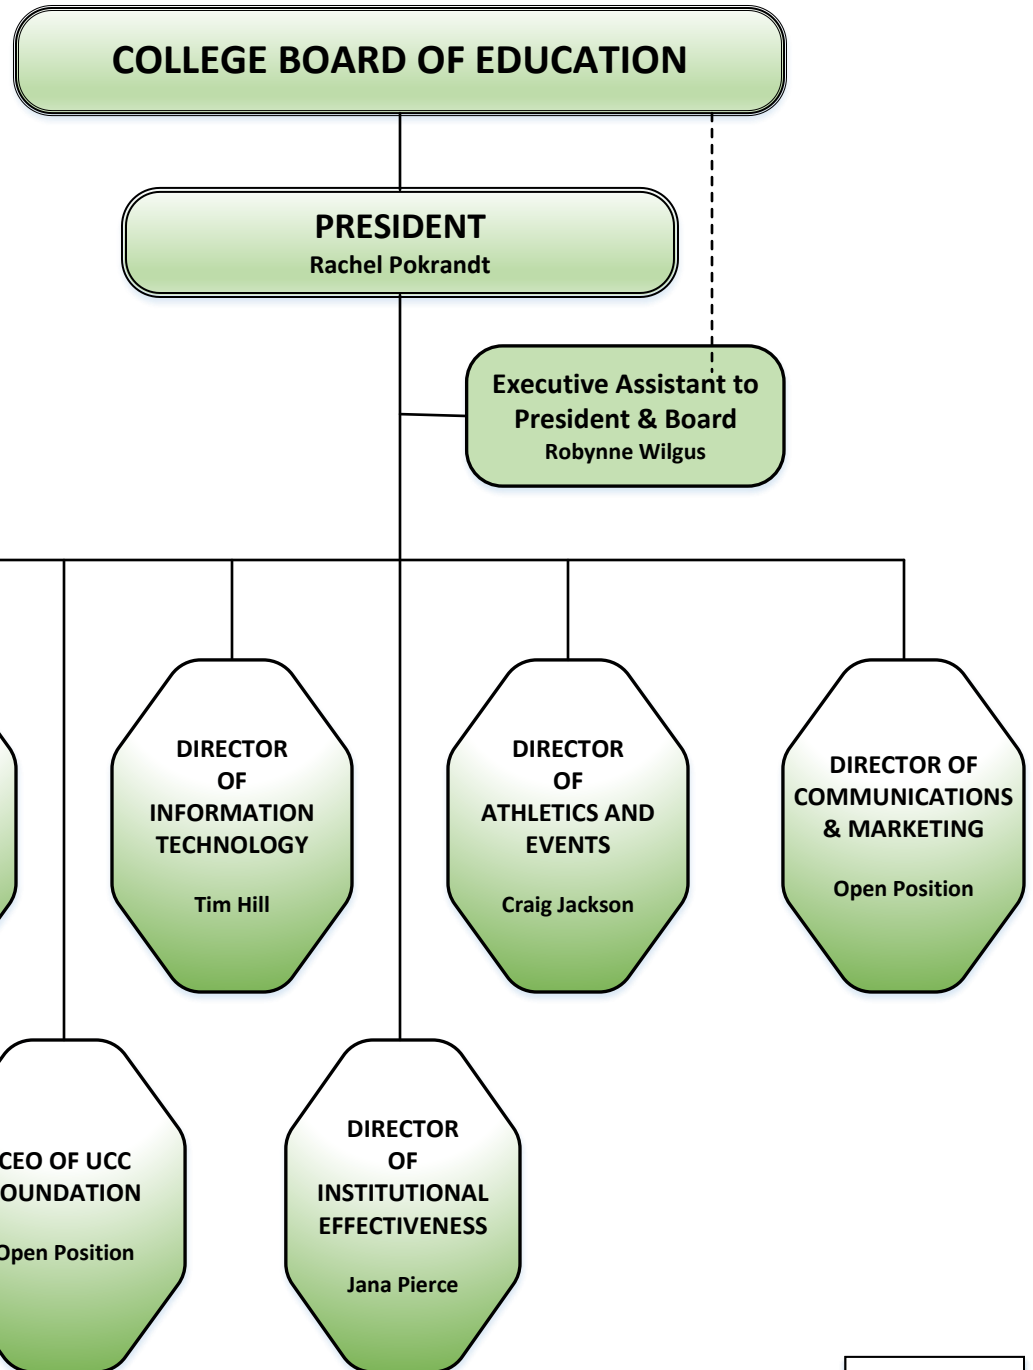 COLLEGE BOARD OF EDUCATION
PRESIDENT
Rachel Pokrandt
Executive Assistant to
President & Board
Robynne Wilgus
DIRECTOR
OF
INFORMATION
TECHNOLOGY
Tim Hill
DIRECTOR
OF
ATHLETICS AND
EVENTS
Craig Jackson
DIRECTOR OF
COMMUNICATIONS
& MARKETING
Open Position
CEO OF UCC
OUNDATION
Open Position
DIRECTOR
OF
INSTITUTIONAL
EFFECTIVENESS
Jana Pierce